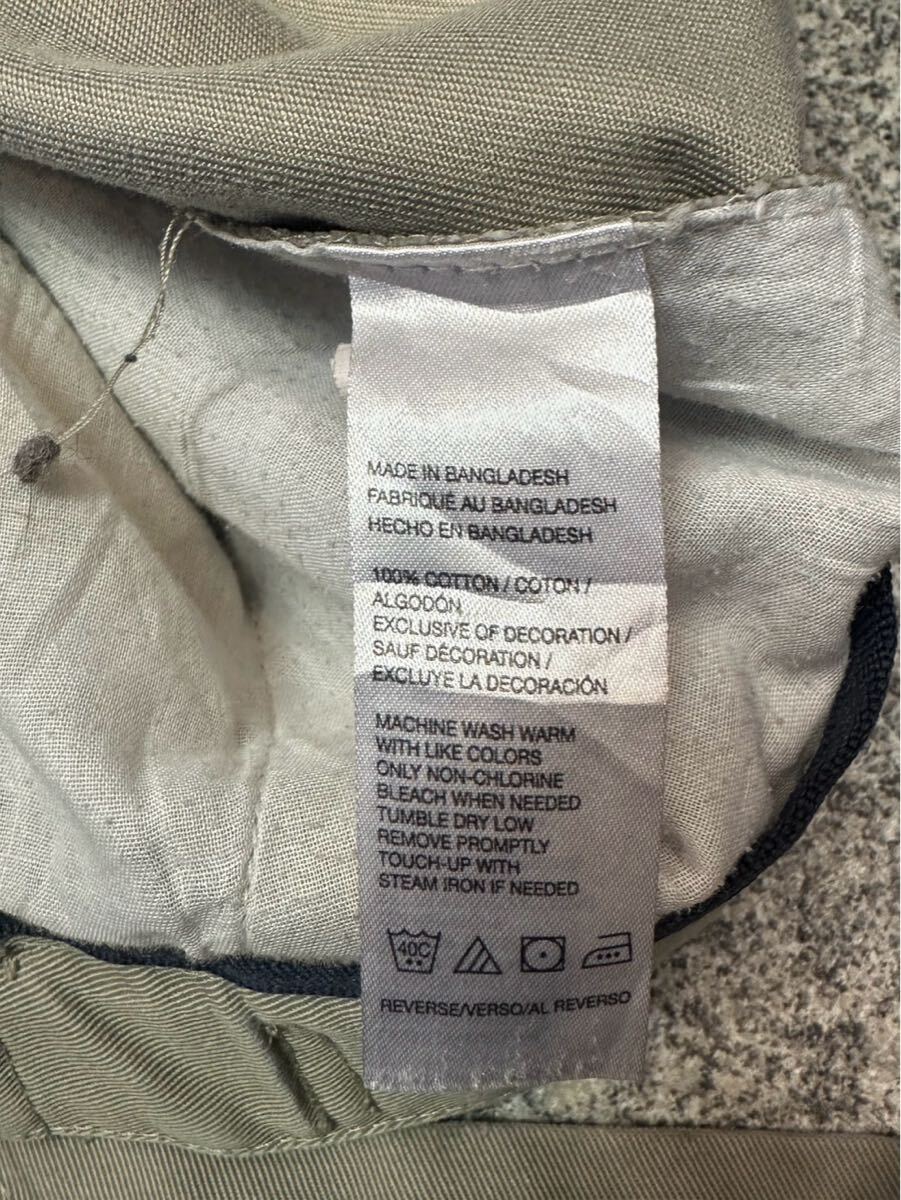 MADE IN BANGLADESH
FABRIQUÉ AU BANGLADESH
HECHO EN BANGLADESH
100% COTTON / COTON /
ALGODÓN
EXCLUSIVE OF DECORATION /
SAUF DÉCORATION /
EXCLUYE LA DECORACIÓN
MACHINE WASH WARM
WITH LIKE COLORS
ONLY NON-CHLORINE
BLEACH WHEN NEEDED
TUMBLE DRY LOW
REMOVE PROMPTLY
TOUCH-UP WITH
STEAM IRON IF NEEDED
40C
REVERSE/VERSO/AL REVERSO